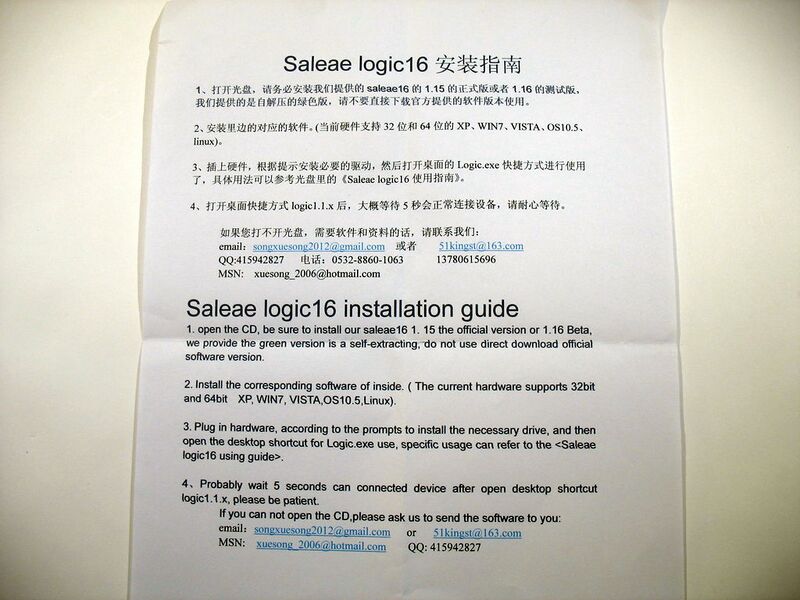 Saleae logic16 安装指南
1、打开光盘，请务必安装我们提供的 saleae16 的 1.15 的正式版或者 1.16 的测试版，
我们提供的是自解压的绿色版，请不要直接下载官方提供的软件版本使用。
2、安装里边的对应的软件。(当前硬件支持 32 位和 64 位的 XP、WIN7、VISTA、OS10.5、
linux)。
3、插上硬件，根据提示安装必要的驱动，然后打开桌面的 Logic.exe 快捷方式进行使用
了，具体用法可以参考光盘里的《Saleae logic16 使用指南》。
4、打开桌面快捷方式 logic1.1.x 后，大概等待 5 秒会正常连接设备，请耐心等待。
如果您打不开光盘，需要软件和资料的话，请联系我们：
email：songxuesong2012@gmail.com 或者 51kingst@163.com
QQ:415942827 电话：0532-8860-1063 13780615696
MSN: xuesong_2006@hotmail.com
Saleae logic16 installation guide
1. open the CD, be sure to install our saleae16 1. 15 the official version or 1.16 Beta,
we provide the green version is a self-extracting, do not use direct download official
software version.
2. Install the corresponding software of inside. ( The current hardware supports 32bit
and 64bit XP, WIN7, VISTA,OS10.5,Linux).
3. Plug in hardware, according to the prompts to install the necessary drive, and then
open the desktop shortcut for Logic.exe use, specific usage can refer to the <Saleae
logic16 using guide>.
4、Probably wait 5 seconds can connected device after open desktop shortcut
logic1.1.x, please be patient.
If you can not open the CD,please ask us to send the software to you:
email：songxuesong2012@gmail.com or 51kingst@163.com
MSN: xuesong_2006@hotmail.com QQ: 415942827